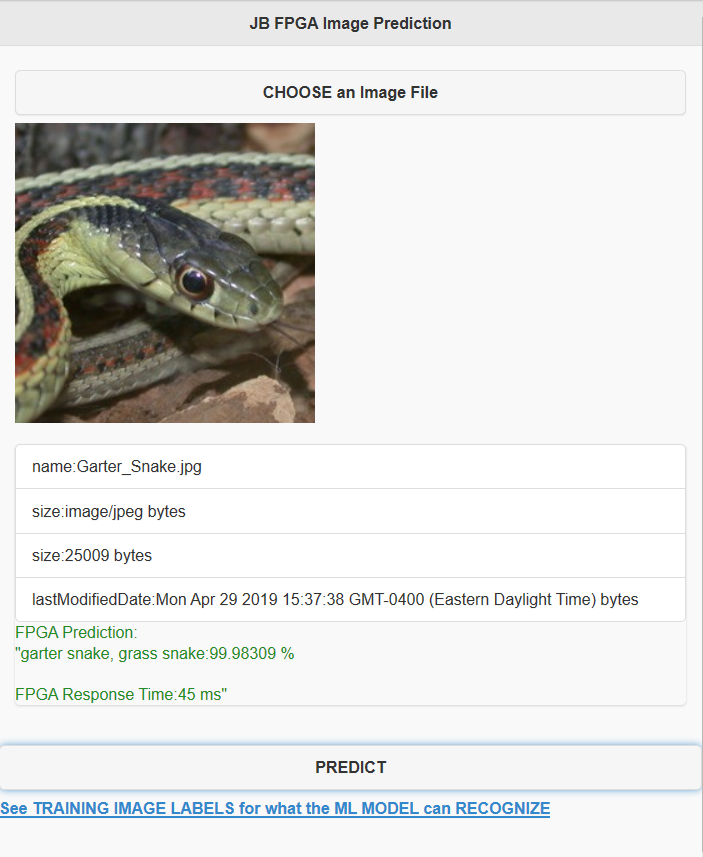 JB FPGA Image Prediction
CHOOSE an Image File
name:Garter_Snake.jpg
size:image/jpeg bytes
size:25009 bytes
lastModifiedDate:Mon Apr 29 2019 15:37:38 GMT-0400 (Eastern Daylight Time) bytes
FPGA Prediction:
"garter snake, grass snake:99.98309 %
FPGA Response Time:45 ms"
PREDICT
See TRAINING IMAGE LABELS for what the ML MODEL can RECOGNIZE